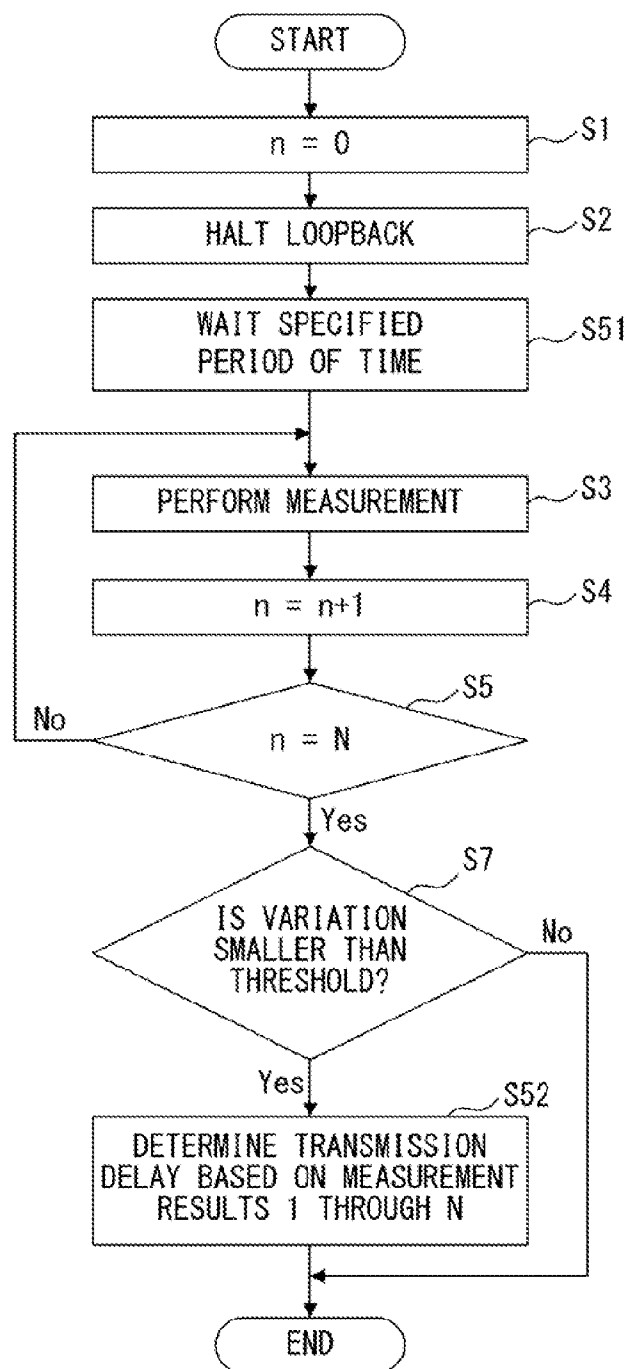 START
n = 0
S1
HALT LOOPBACK
S2
WAIT SPECIFIED
PERIOD OF TIME
S51
PERFORM MEASUREMENT
S3
n = n+1
S4
S5
No
n = N
Yes
S7
IS VARIATION
SMALLER THAN
THRESHOLD?
No
Yes
S52
DETERMINE TRANSMISSION
DELAY BASED ON MEASUREMENT
RESULTS 1 THROUGH N
END